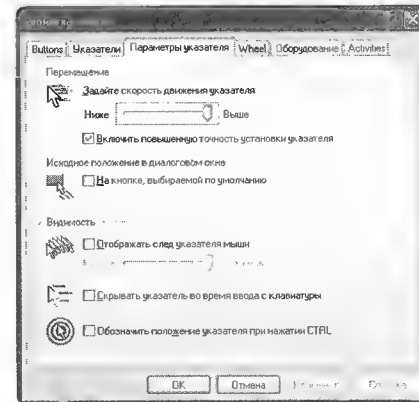 Buttons Указатели Параметры указателя Wheel Оборудование Activities
Перемещение
Задайте скорость движения указателя:
Ниже Выше
Включить повышенную точность установки указателя
Исходное положение в диалоговом окне
На кнопке, выбираемой по умолчанию
Видимость
Отображать след указателя мыши
Скрывать указатель во время ввода с клавиатуры
Обозначить положение указателя при нажатии CTRL
OK Отмена